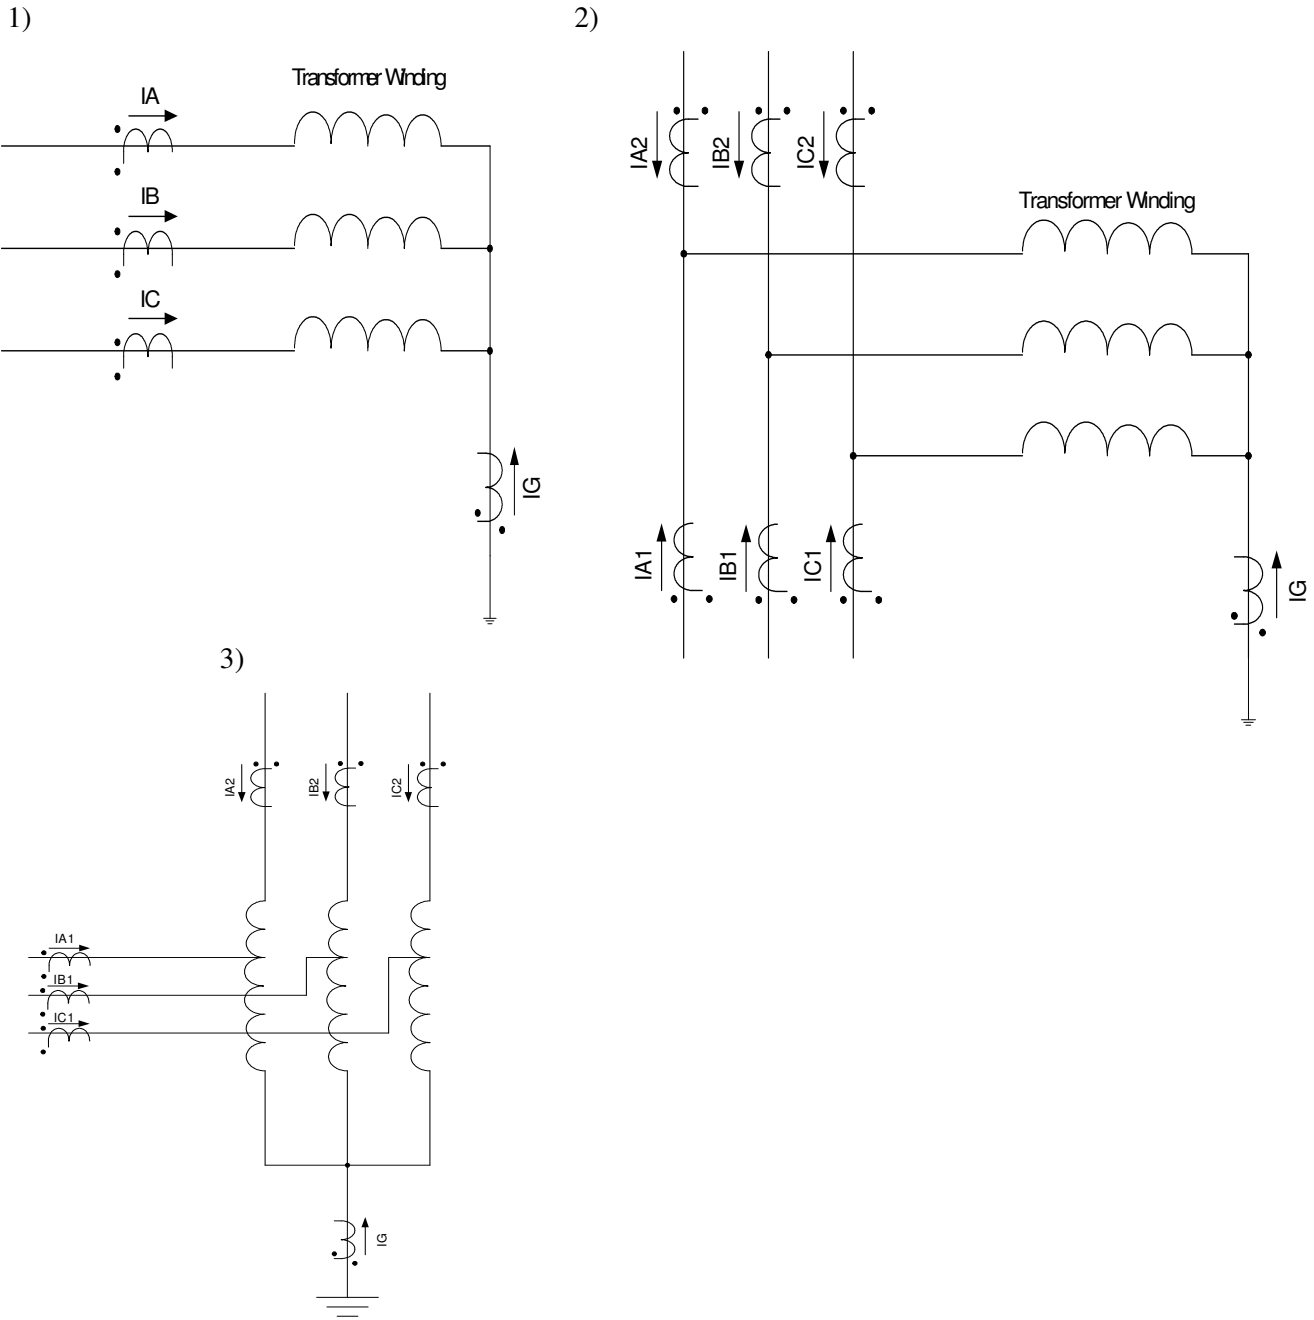 1)
2)
Transformer Winding
IA
IB
IC
IG
IA2
IB2
IC2
Transformer Winding
IA1
IB1
IC1
IG
3)
IA2
IB2
IC2
IA1
IB1
IC1
IG